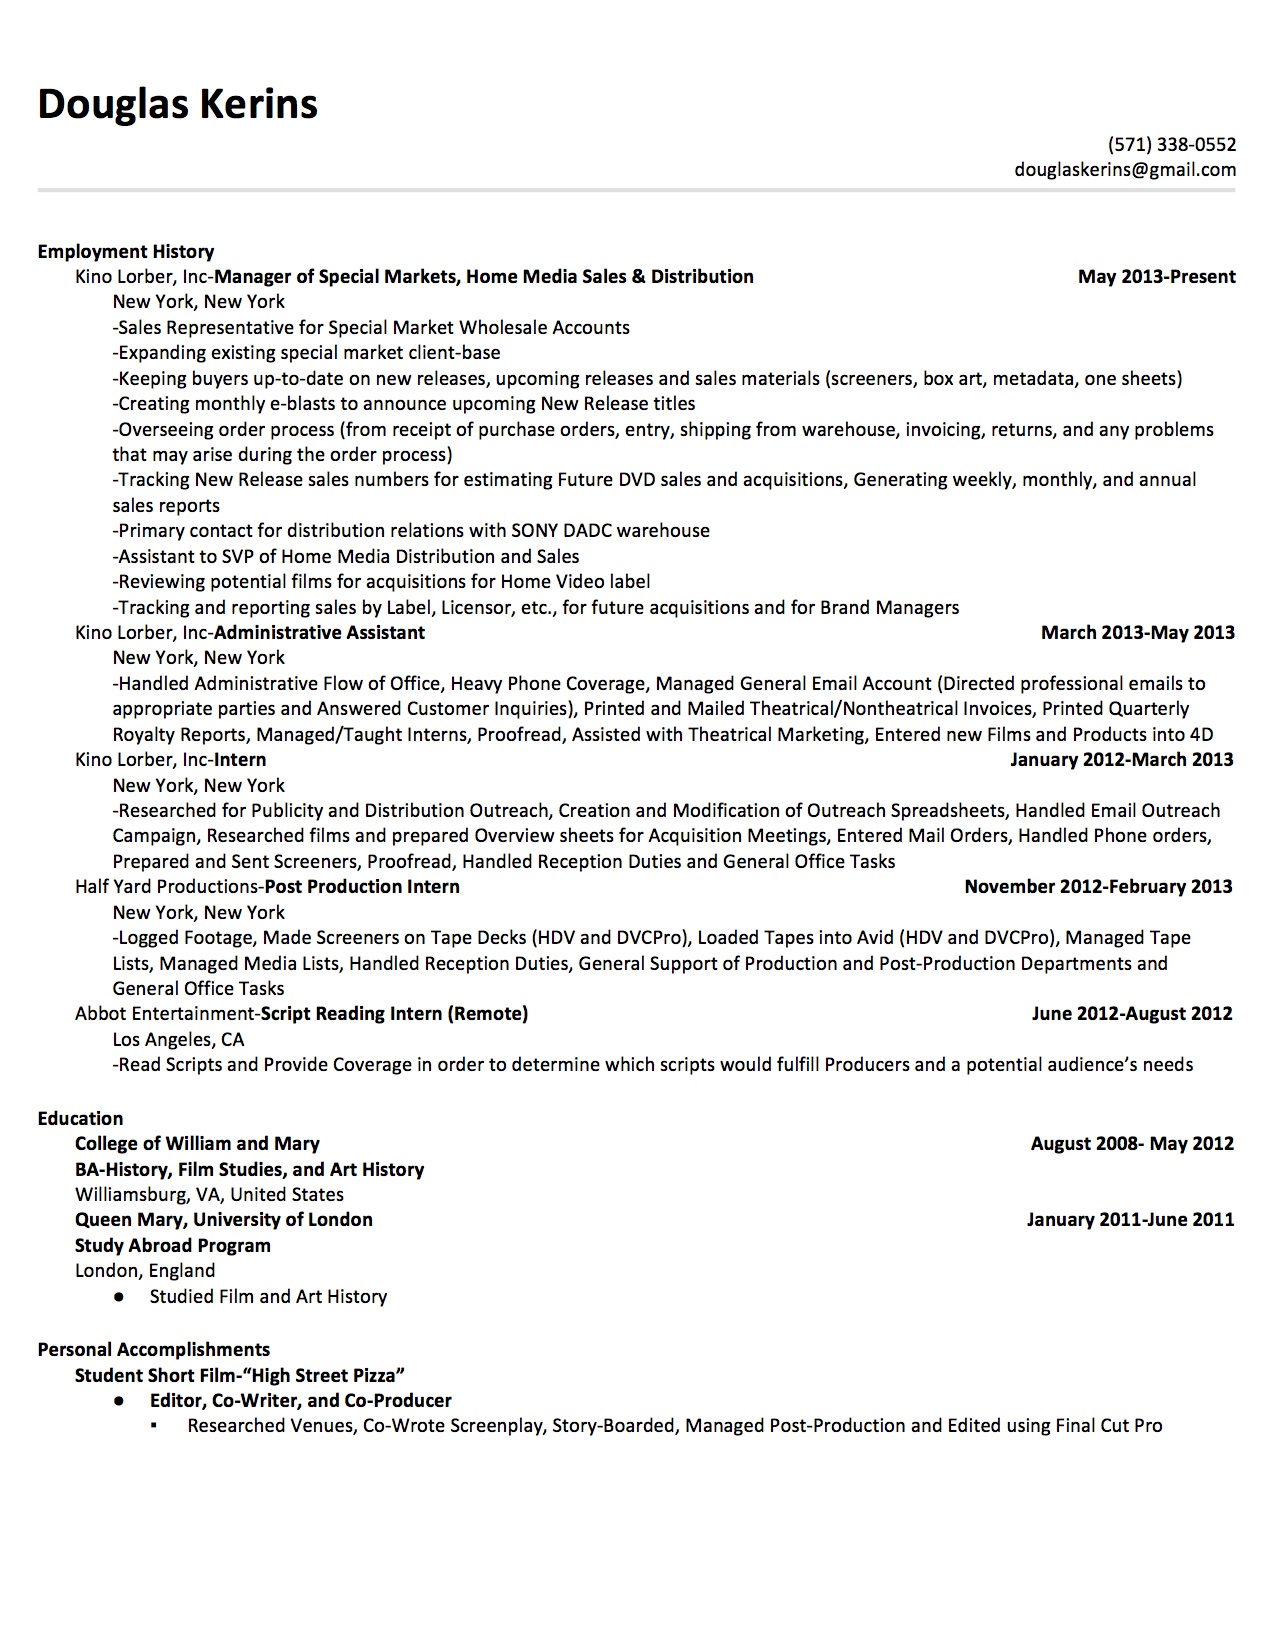 Douglas Kerins
(571) 338-0552
douglaskerins@gmail.com
Employment History
Kino Lorber, Inc-Manager of Special Markets, Home Media Sales & Distribution May 2013-Present
New York, New York
-Sales Representative for Special Market Wholesale Accounts
-Expanding existing special market client-base
-Keeping buyers up-to-date on new releases, upcoming releases and sales materials (screeners, box art, metadata, one sheets)
-Creating monthly e-blasts to announce upcoming New Release titles
-Overseeing order process (from receipt of purchase orders, entry, shipping from warehouse, invoicing, returns, and any problems
that may arise during the order process)
-Tracking New Release sales numbers for estimating Future DVD sales and acquisitions, Generating weekly, monthly, and annual
sales reports
-Primary contact for distribution relations with SONY DADC warehouse
-Assistant to SVP of Home Media Distribution and Sales
-Reviewing potential films for acquisitions for Home Video label
-Tracking and reporting sales by Label, Licensor, etc., for future acquisitions and for Brand Managers
Kino Lorber, Inc-Administrative Assistant March 2013-May 2013
New York, New York
-Handled Administrative Flow of Office, Heavy Phone Coverage, Managed General Email Account (Directed professional emails to
appropriate parties and Answered Customer Inquiries), Printed and Mailed Theatrical/Nontheatrical Invoices, Printed Quarterly
Royalty Reports, Managed/Taught Interns, Proofread, Assisted with Theatrical Marketing, Entered new Films and Products into 4D
Kino Lorber, Inc-Intern January 2012-March 2013
New York, New York
-Researched for Publicity and Distribution Outreach, Creation and Modification of Outreach Spreadsheets, Handled Email Outreach
Campaign, Researched films and prepared Overview sheets for Acquisition Meetings, Entered Mail Orders, Handled Phone orders,
Prepared and Sent Screeners, Proofread, Handled Reception Duties and General Office Tasks
Half Yard Productions-Post Production Intern November 2012-February 2013
New York, New York
-Logged Footage, Made Screeners on Tape Decks (HDV and DVCPro), Loaded Tapes into Avid (HDV and DVCPro), Managed Tape
Lists, Managed Media Lists, Handled Reception Duties, General Support of Production and Post-Production Departments and
General Office Tasks
Abbot Entertainment-Script Reading Intern (Remote) June 2012-August 2012
Los Angeles, CA
-Read Scripts and Provide Coverage in order to determine which scripts would fulfill Producers and a potential audience’s needs
Education
College of William and Mary August 2008- May 2012
BA-History, Film Studies, and Art History
Williamsburg, VA, United States
Queen Mary, University of London January 2011-June 2011
Study Abroad Program
London, England
● Studied Film and Art History
Personal Accomplishments
Student Short Film-“High Street Pizza”
● Editor, Co-Writer, and Co-Producer
▪ Researched Venues, Co-Wrote Screenplay, Story-Boarded, Managed Post-Production and Edited using Final Cut Pro